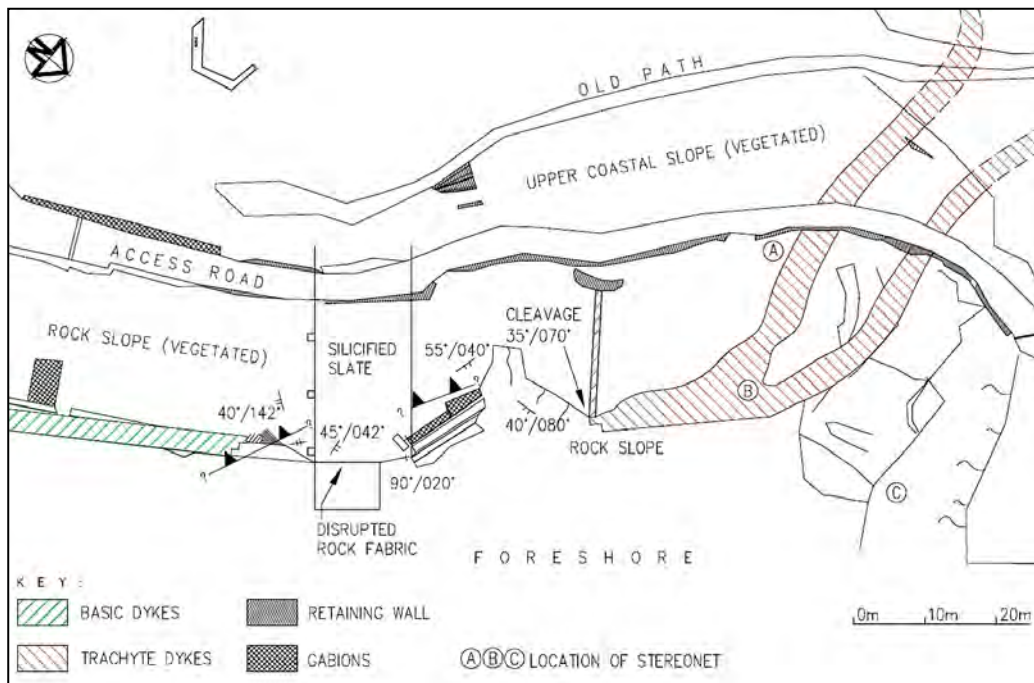 N
OLD PATH
UPPER COASTAL SLOPE (VEGETATED)
ACCESS ROAD
A
CLEAVAGE
35°/070°
ROCK SLOPE (VEGETATED)
SILICIFIED
SLATE
55°/040°
40°/142°
45°/042°
40°/080°
B
ROCK SLOPE
90°/020°
C
DISRUPTED
ROCK FABRIC
FORESHORE
KEY:
BASIC DYKES
RETAINING WALL
0m 10m 20m
TRACHYTE DYKES
GABIONS
A B C LOCATION OF STEREONET